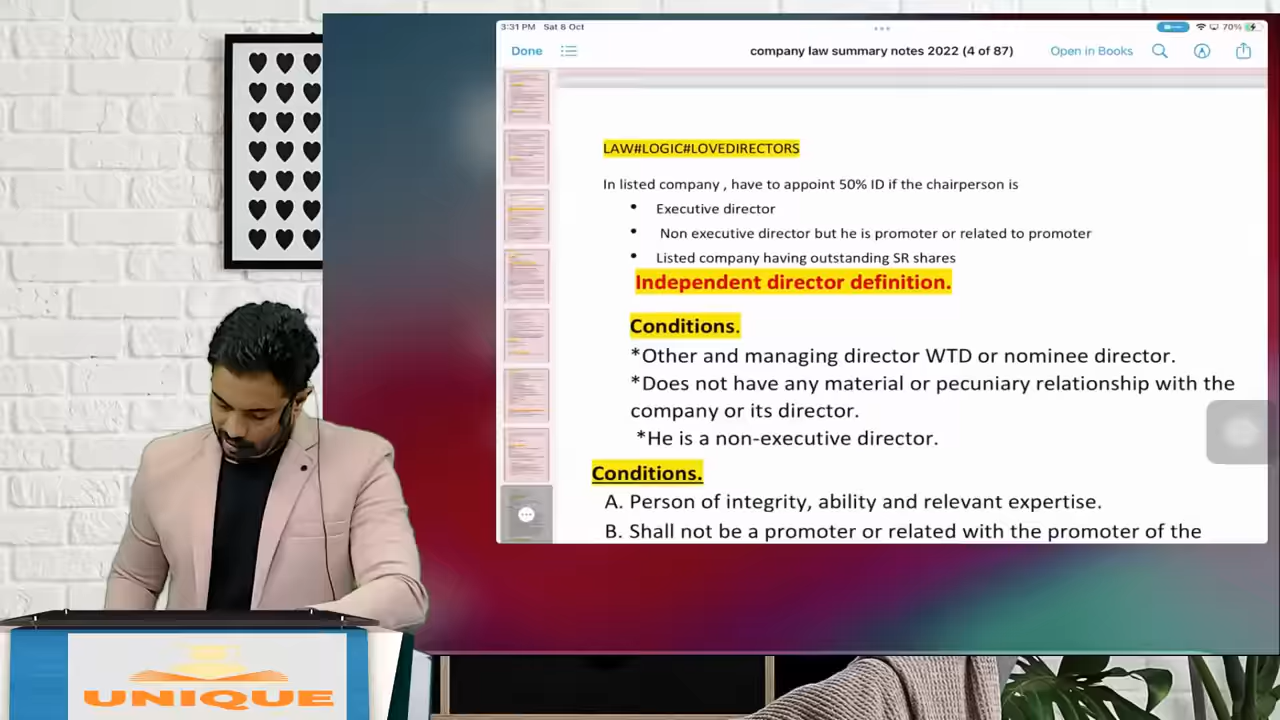 3:31 PM Sat 8 Oct
70%
Done
company law summary notes 2022 (4 of 87)
Open in Books
LAW#LOGIC#LOVEDIRECTORS
In listed company , have to appoint 50% ID if the chairperson is
• Executive director
• Non executive director but he is promoter or related to promoter
• Listed company having outstanding SR shares
Independent director definition.
Conditions.
*Other and managing director WTD or nominee director.
*Does not have any material or pecuniary relationship with the
company or its director.
*He is a non-executive director.
Conditions.
A. Person of integrity, ability and relevant expertise.
B. Shall not be a promoter or related with the promoter of the
UNIQUE